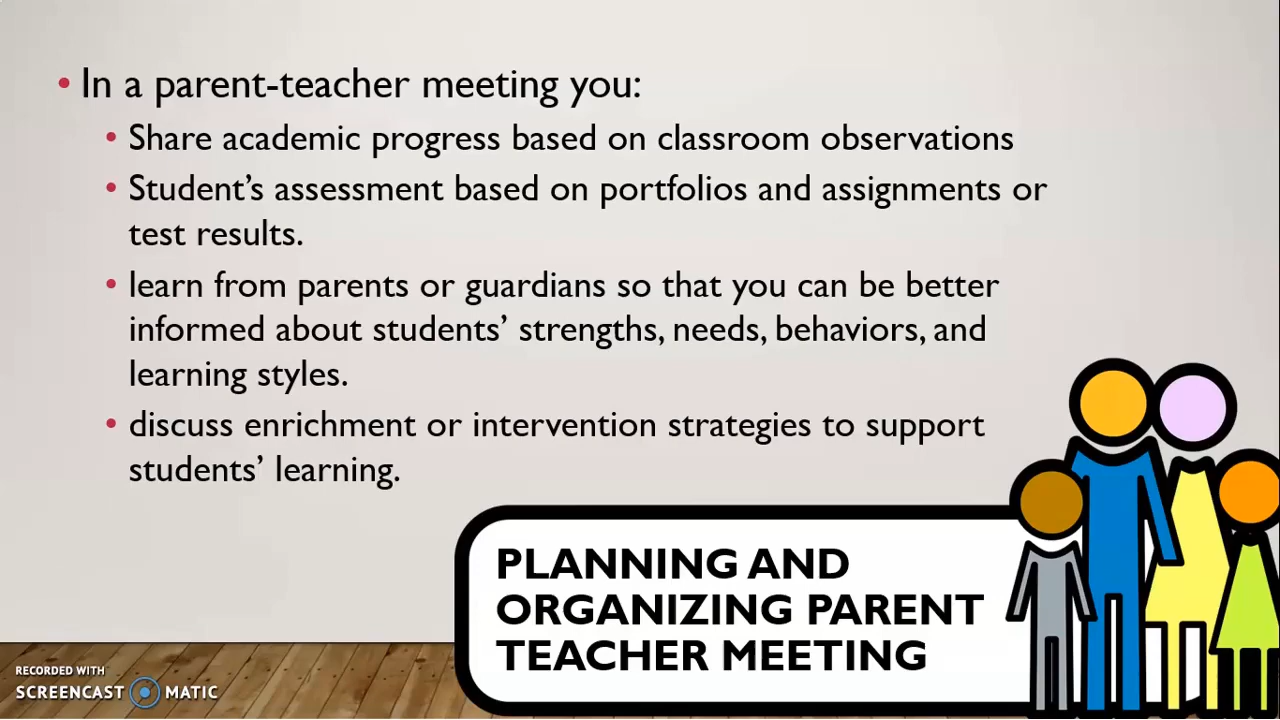 • In a parent-teacher meeting you:
• Share academic progress based on classroom observations
• Student’s assessment based on portfolios and assignments or
test results.
• learn from parents or guardians so that you can be better
informed about students’ strengths, needs, behaviors, and
learning styles.
• discuss enrichment or intervention strategies to support
students’ learning.
PLANNING AND
ORGANIZING PARENT
TEACHER MEETING
RECORDED WITH
SCREENCAST MATIC